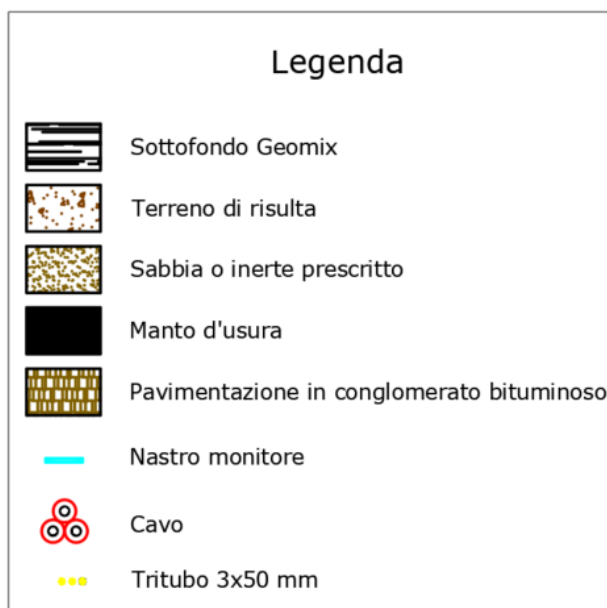 Legenda
Sottofondo Geomix
Terreno di risulta
Sabbia o inerte prescritto
Manto d'usura
Pavimentazione in conglomerato bituminoso
Nastro monitore
Cavo
Tritubo 3x50 mm